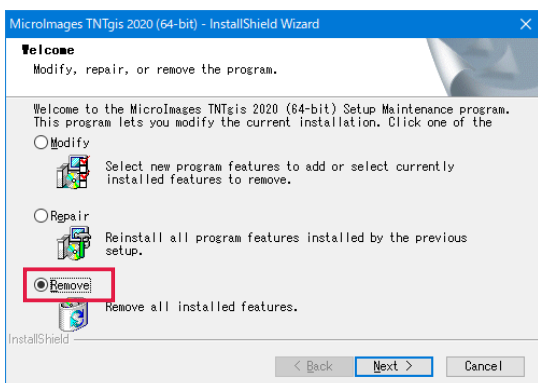 MicroImages TNTgis 2020 (64-bit) - InstallShield Wizard
Welcome
Modify, repair, or remove the program.
Welcome to the MicroImages TNTgis 2020 (64-bit) Setup Maintenance program.
This program lets you modify the current installation. Click one of the
Modify
Select new program features to add or select currently
installed features to remove.
Repair
Reinstall all program features installed by the previous
setup.
Remove
Remove all installed features.
InstallShield
< Back
Next >
Cancel